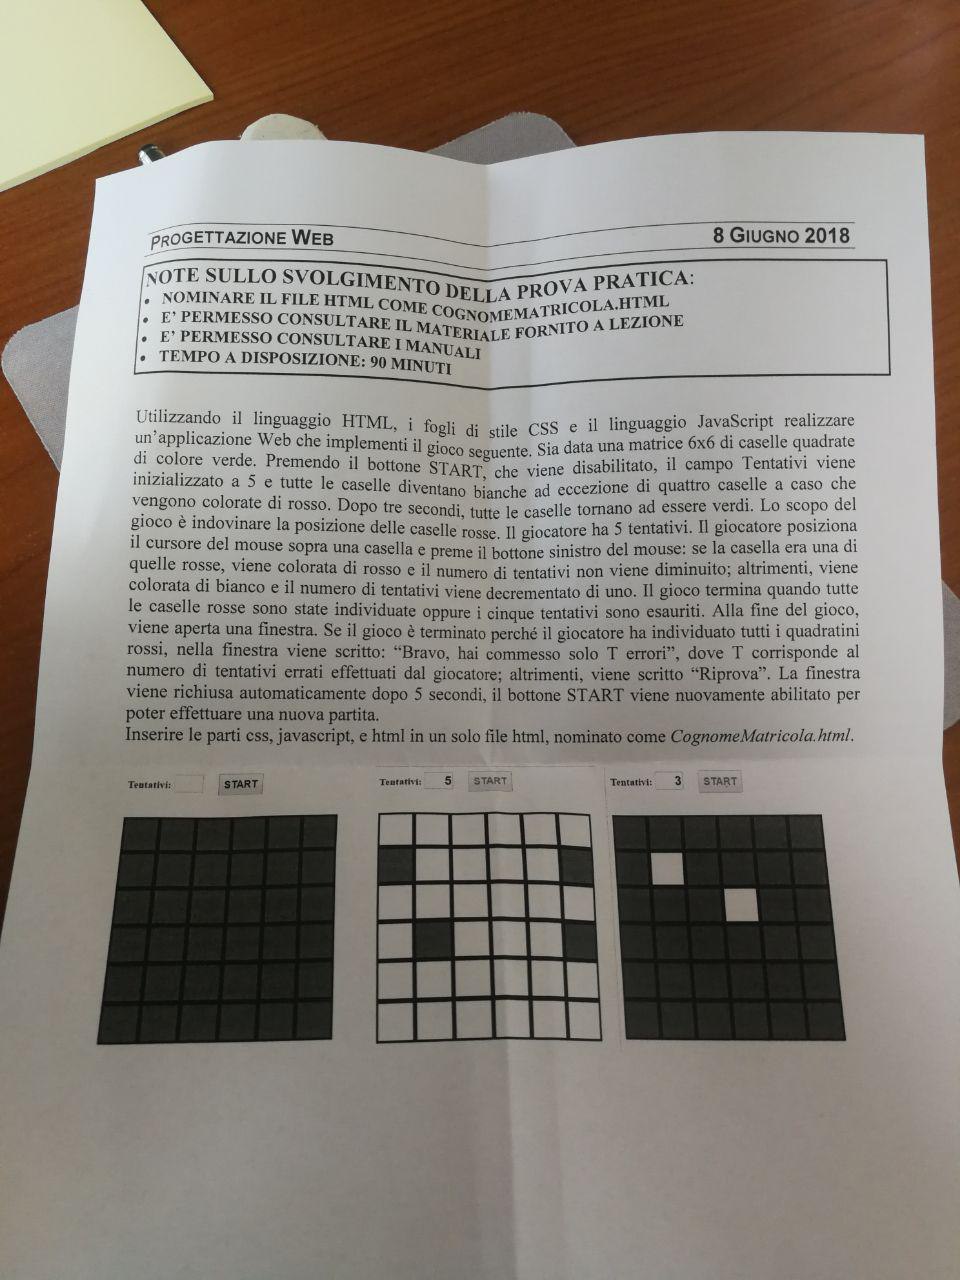 PROGETTAZIONE WEB 8 GIUGNO 2018
NOTE SULLO SVOLGIMENTO DELLA PROVA PRATICA:
• NOMINARE IL FILE HTML COME COGNOMEMATRICOLA.HTML
• E' PERMESSO CONSULTARE IL MATERIALE FORNITO A LEZIONE
• E' PERMESSO CONSULTARE I MANUALI
• TEMPO A DISPOSIZIONE: 90 MINUTI
Utilizzando il linguaggio HTML, i fogli di stile CSS e il linguaggio JavaScript realizzare
un'applicazione Web che implementi il gioco seguente. Sia data una matrice 6x6 di caselle quadrate
di colore verde. Premendo il bottone START, che viene disabilitato, il campo Tentativi viene
inizializzato a 5 e tutte le caselle diventano bianche ad eccezione di quattro caselle a caso che
vengono colorate di rosso. Dopo tre secondi, tutte le caselle tornano ad essere verdi. Lo scopo del
gioco è indovinare la posizione delle caselle rosse. Il giocatore ha 5 tentativi. Il giocatore posiziona
il cursore del mouse sopra una casella e preme il bottone sinistro del mouse: se la casella era una di
quelle rosse, viene colorata di rosso e il numero di tentativi non viene diminuito; altrimenti, viene
colorata di bianco e il numero di tentativi viene decrementato di uno. Il gioco termina quando tutte
le caselle rosse sono state individuate oppure i cinque tentativi sono esauriti. Alla fine del gioco,
viene aperta una finestra. Se il gioco è terminato perché il giocatore ha individuato tutti i quadratini
rossi, nella finestra viene scritto: “Bravo, hai commesso solo T errori”, dove T corrisponde al
numero di tentativi errati effettuati dal giocatore; altrimenti, viene scritto “Riprova”. La finestra
viene richiusa automaticamente dopo 5 secondi, il bottone START viene nuovamente abilitato per
poter effettuare una nuova partita.
Inserire le parti css, javascript, e html in un solo file html, nominato come CognomeMatricola.html.
Tentativi: START
Tentativi: 5 START
Tentativi: 3 START